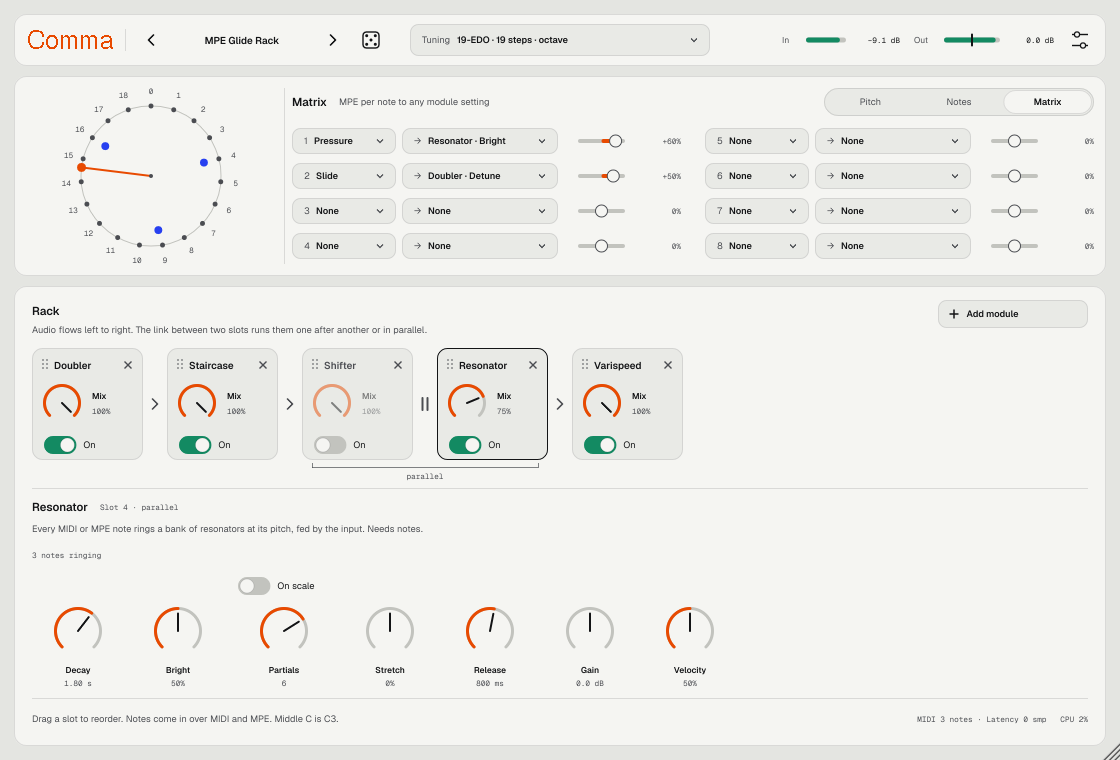 Comma
MPE Glide Rack
Tuning 19-EDO · 19 steps · octave
In -9.1 dB Out 0.0 dB
0
1
2
3
4
5
6
7
8
9
10
11
12
13
14
15
16
17
18
Matrix MPE per note to any module setting
Pitch Notes Matrix
1 Pressure → Resonator · Bright +60% 5 None → None 0%
2 Slide → Doubler · Detune +50% 6 None → None 0%
3 None → None 0% 7 None → None 0%
4 None → None 0% 8 None → None 0%
Rack
Audio flows left to right. The link between two slots runs them one after another or in parallel.
+ Add module
Doubler Staircase Shifter Resonator Varispeed
Mix Mix Mix Mix Mix
100% 100% 100% 75% 100%
On On On On On
parallel
Resonator Slot 4 · parallel
Every MIDI or MPE note rings a bank of resonators at its pitch, fed by the input. Needs notes.
3 notes ringing
On scale
Decay Bright Partials Stretch Release Gain Velocity
1.80 s 50% 6 0% 800 ms 0.0 dB 50%
Drag a slot to reorder. Notes come in over MIDI and MPE. Middle C is C3.
MIDI 3 notes · Latency 0 smp CPU 2%